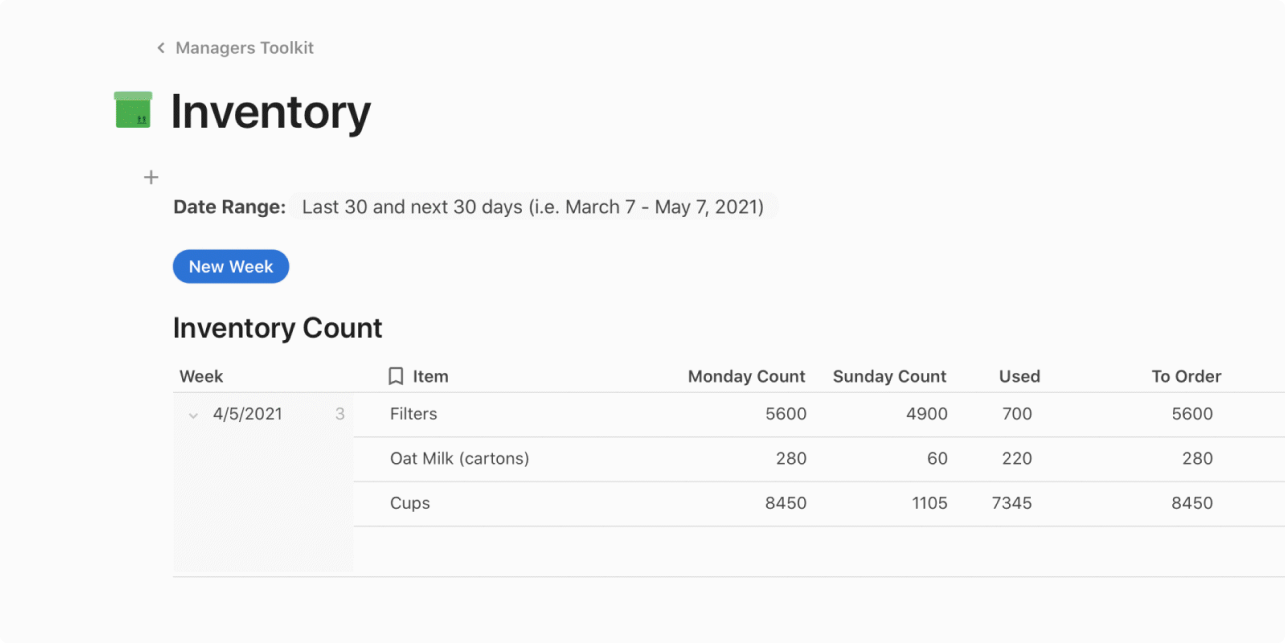 Managers Toolkit
Inventory
Date Range: Last 30 and next 30 days (i.e. March 7 - May 7, 2021)
New Week
Inventory Count
Week Item Monday Count Sunday Count Used To Order
4/5/2021 3 Filters 5600 4900 700 5600
Oat Milk (cartons) 280 60 220 280
Cups 8450 1105 7345 8450